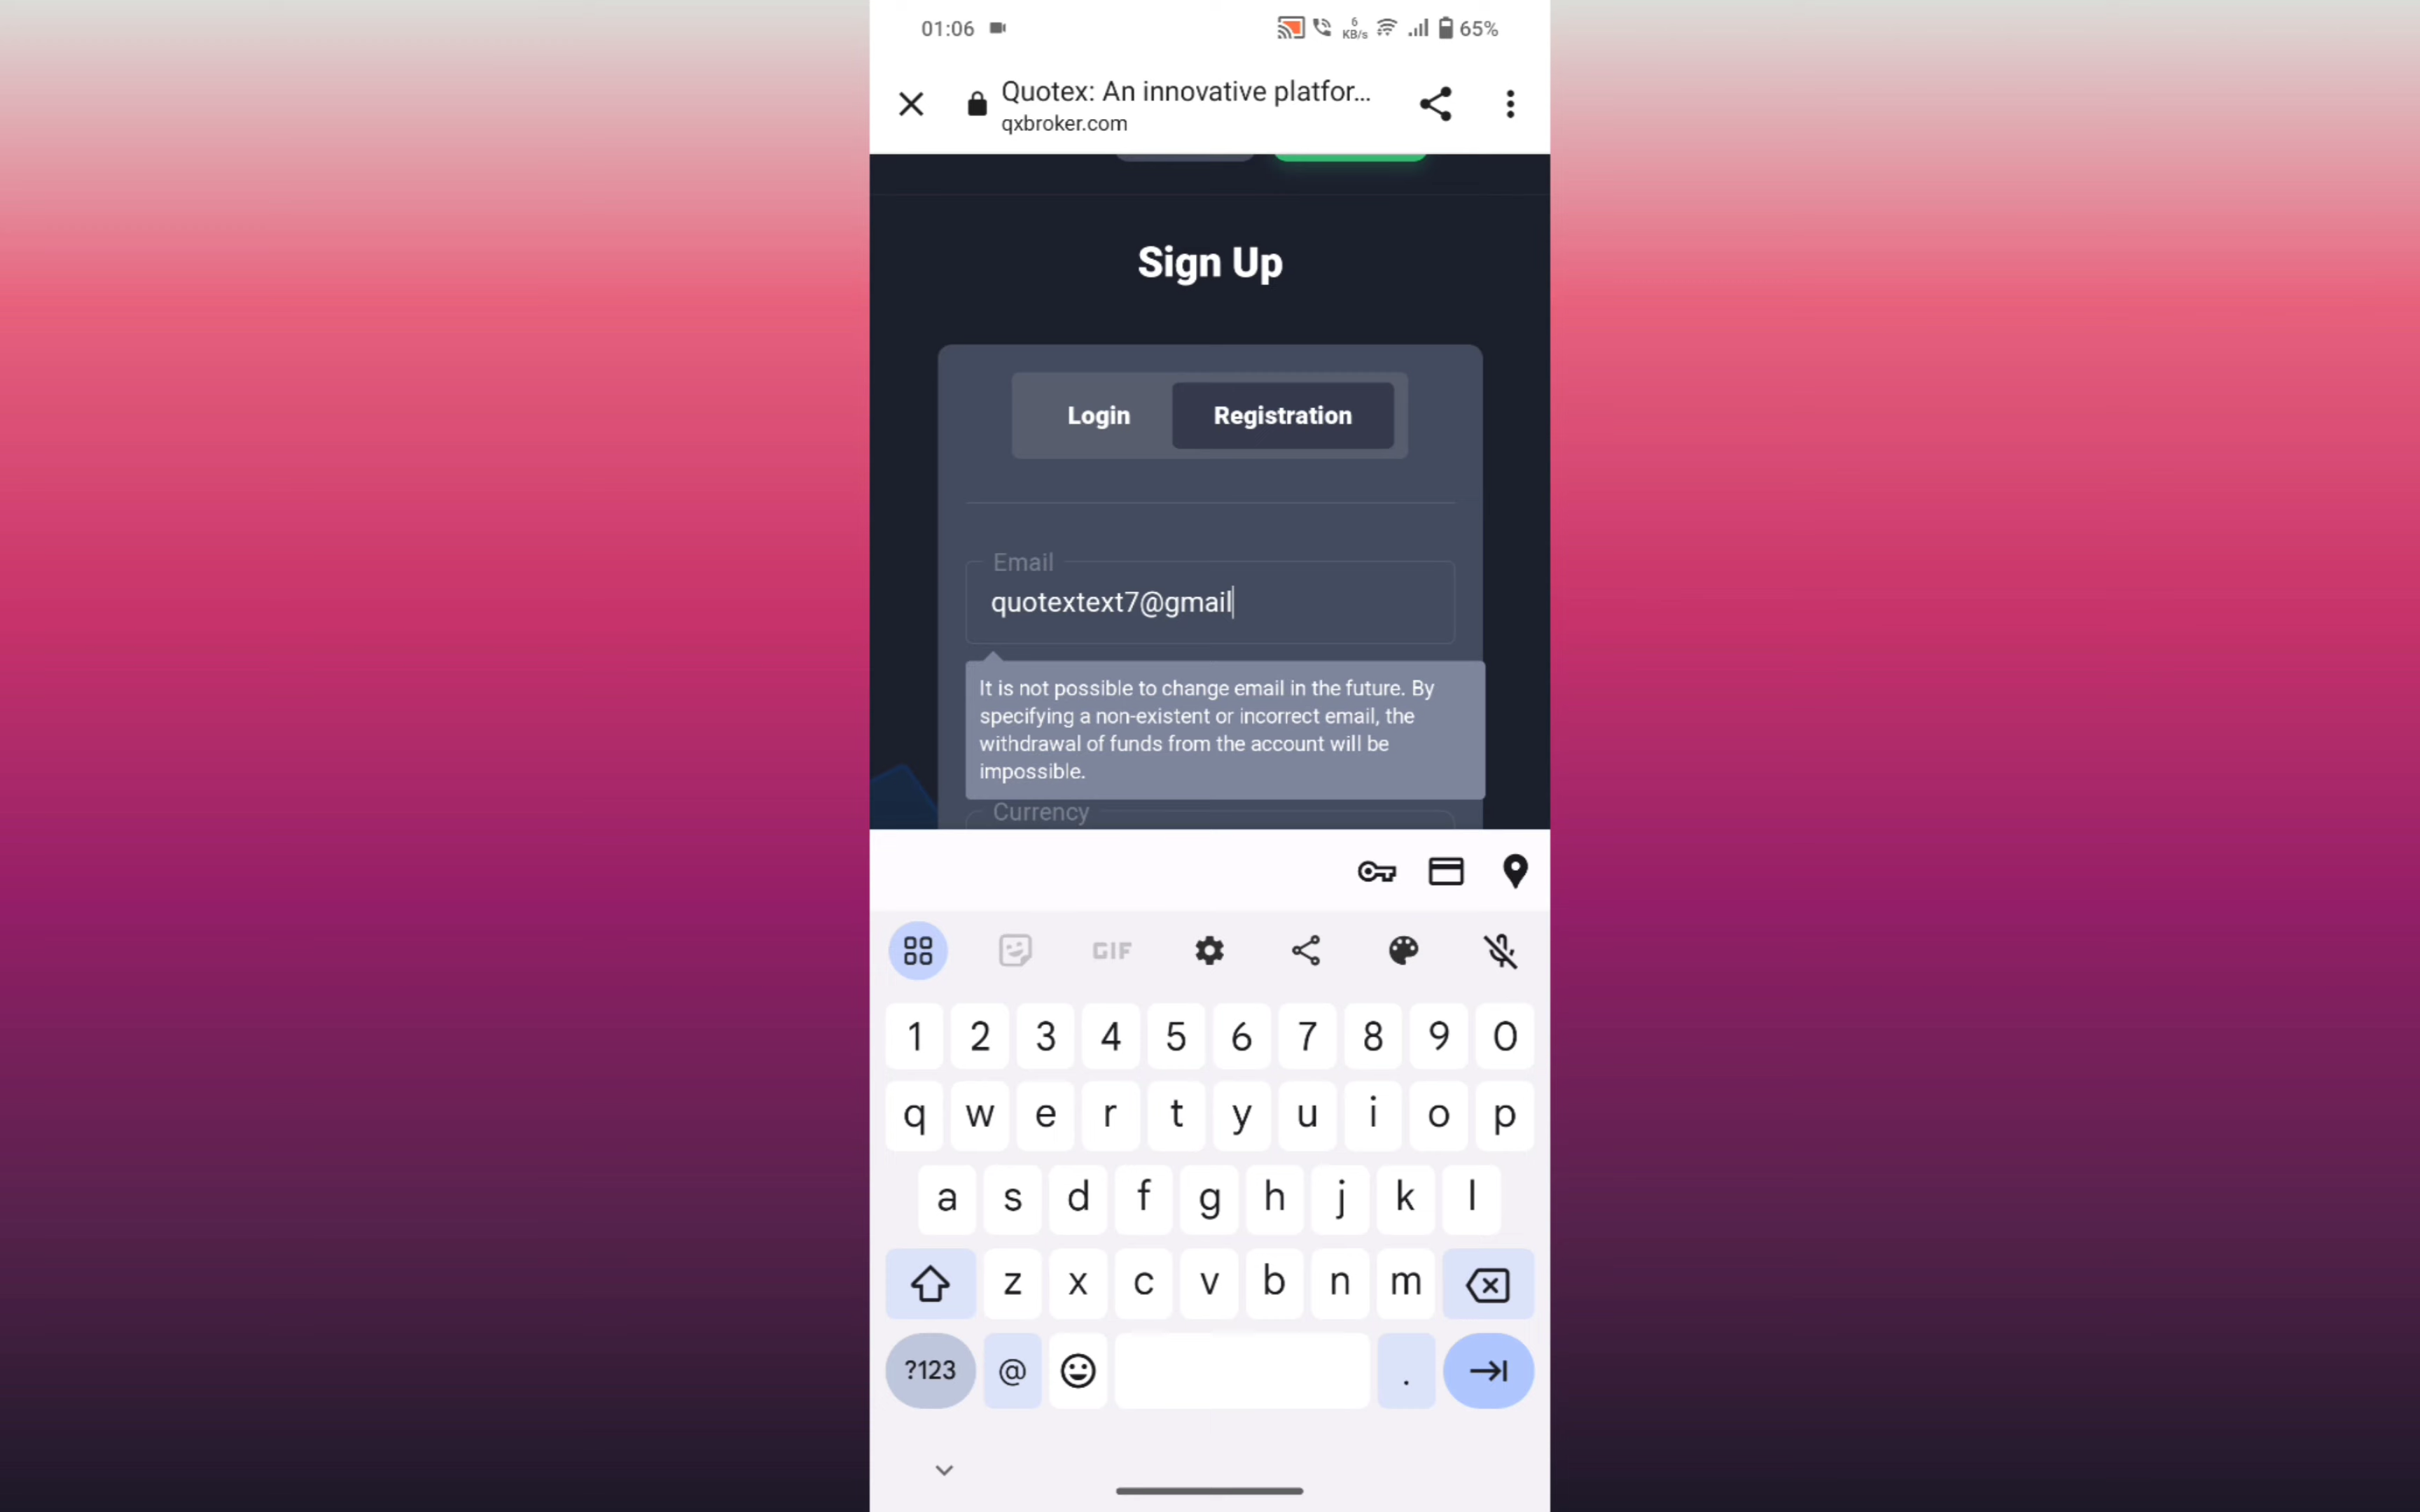 01:06
6
KB/s
65%
Quotex: An innovative platfor...
qxbroker.com
Sign Up
Login
Registration
Email
quotextext7@gmail
It is not possible to change email in the future. By
specifying a non-existent or incorrect email, the
withdrawal of funds from the account will be
impossible.
Currency
GIF
1 2 3 4 5 6 7 8 9 0
q w e r t y u i o p
a s d f g h j k l
z x c v b n m
?123 @ .